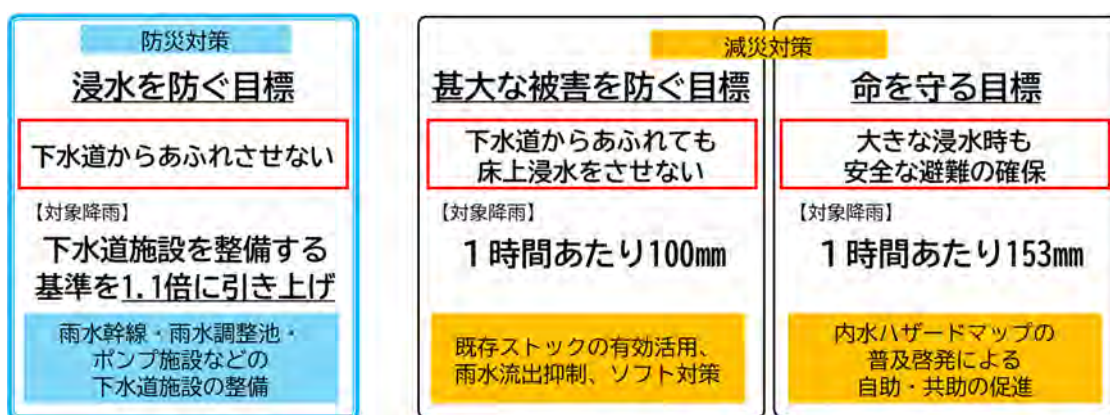 防災対策
浸水を防ぐ目標
下水道からあふれさせない
【対象降雨】
下水道施設を整備する
基準を1.1倍に引き上げ
雨水幹線・雨水調整池・
ポンプ施設などの
下水道施設の整備
減災対策
甚大な被害を防ぐ目標
下水道からあふれても
床上浸水をさせない
【対象降雨】
1時間あたり100㎜
既存ストックの有効活用、
雨水流出抑制、ソフト対策
命を守る目標
大きな浸水時も
安全な避難の確保
【対象降雨】
1時間あたり153㎜
内水ハザードマップの
普及啓発による
自助・共助の促進